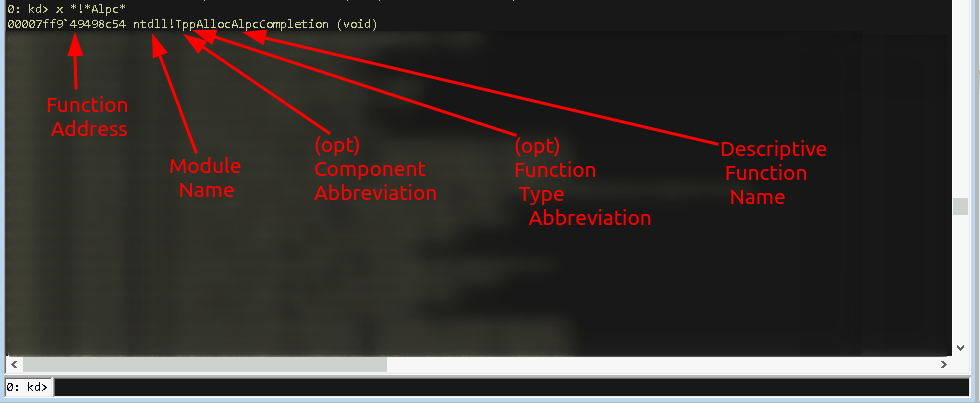 0: kd> x *!*Alpc*
00007ff9`49498c54 ntdll!TppAllocAlpcCompletion (void)
Function
Address
Module
Name
(opt)
Component
Abbreviation
(opt)
Function
Type
Abbreviation
Descriptive
Function
Name
0: kd>